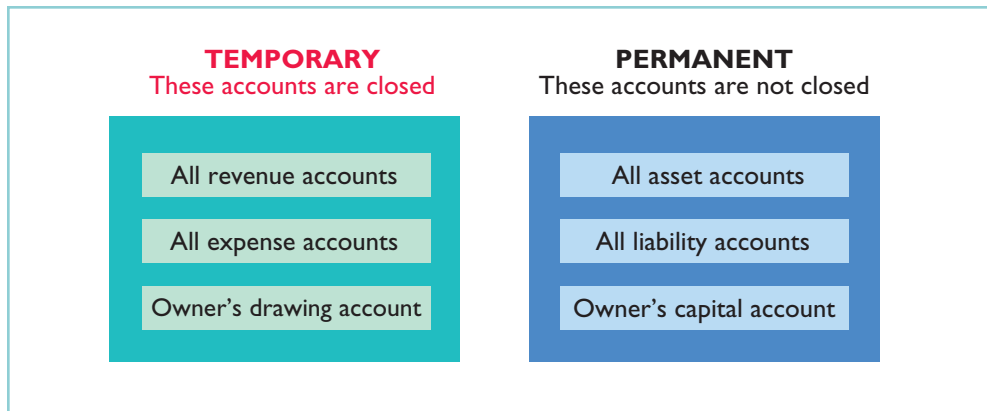 TEMPORARY
These accounts are closed
All revenue accounts
All expense accounts
Owner’s drawing account
PERMANENT
These accounts are not closed
All asset accounts
All liability accounts
Owner’s capital account